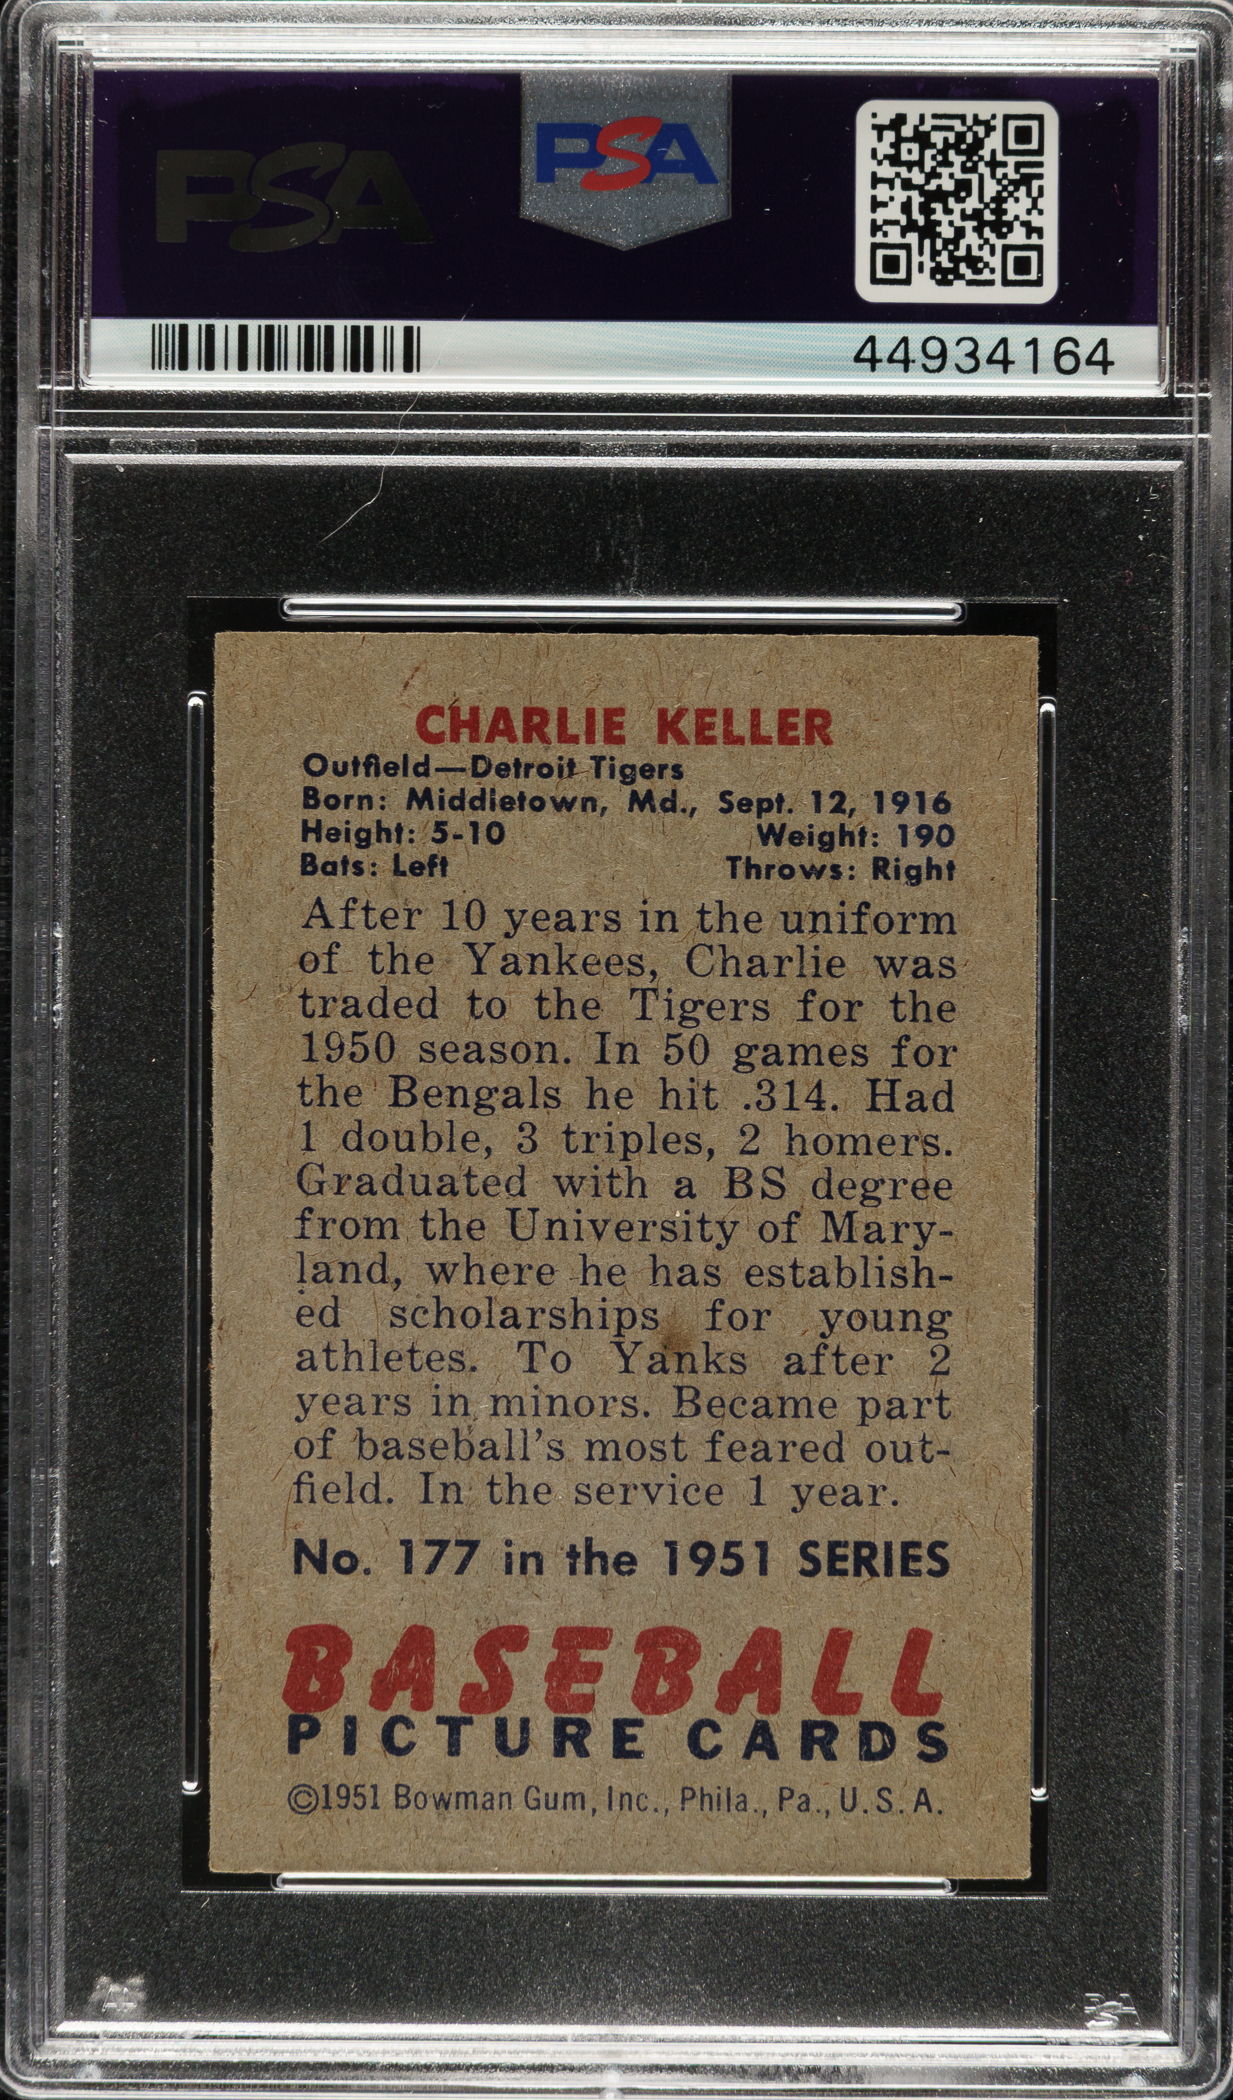 PSA
PSA
44934164
CHARLIE KELLER
Outfield—Detroit Tigers
Born: Middletown, Md., Sept. 12, 1916
Height: 5-10 Weight: 190
Bats: Left Throws: Right
After 10 years in the uniform
of the Yankees, Charlie was
traded to the Tigers for the
1950 season. In 50 games for
the Bengals he hit .314. Had
1 double, 3 triples, 2 homers.
Graduated with a BS degree
from the University of Mary-
land, where he has establish-
ed scholarships for young
athletes. To Yanks after 2
years in minors. Became part
of baseball's most feared out-
field. In the service 1 year.
No. 177 in the 1951 SERIES
BASEBALL
PICTURE CARDS
©1951 Bowman Gum, Inc., Phila., Pa., U.S.A.
PSA